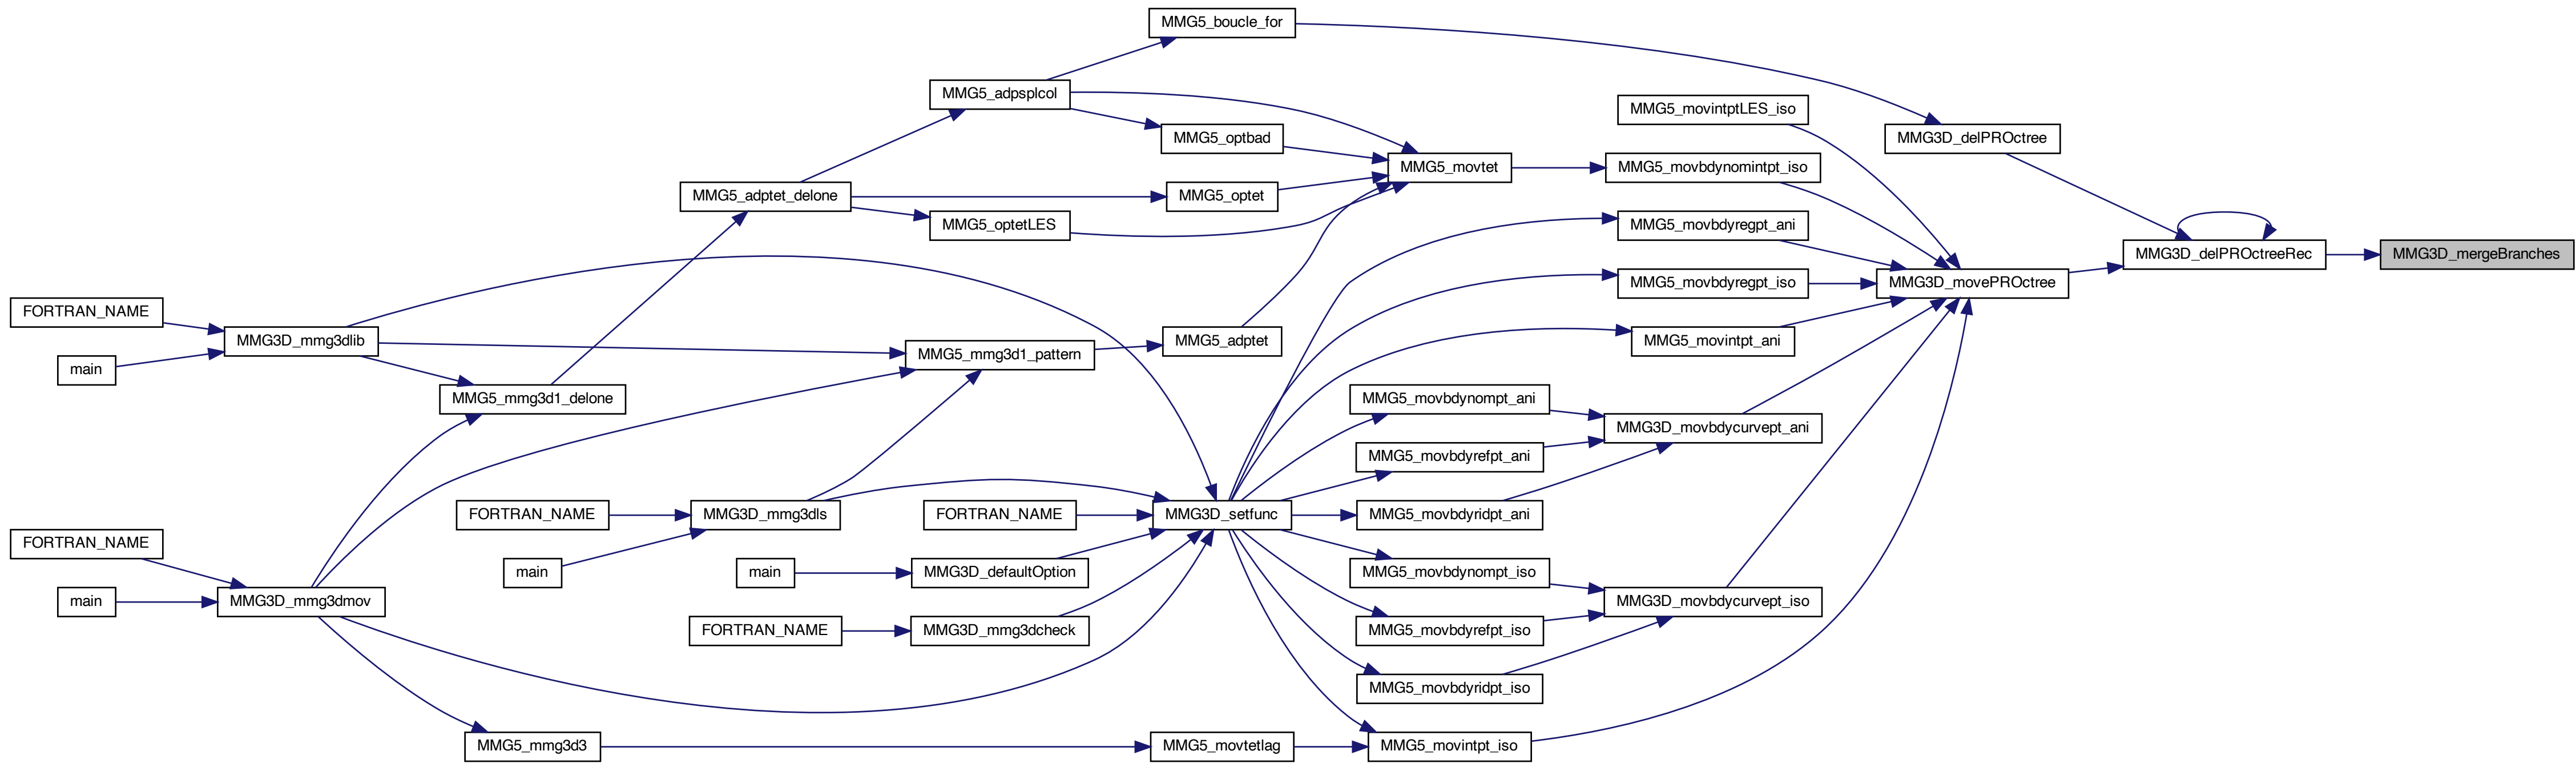 MMG5_boucle_for
MMG5_adpsplcol
MMG5_movintptLES_iso
MMG5_optbad
MMG3D_delPROctree
MMG5_movtet
MMG5_movbdynomintpt_iso
MMG5_adptet_delone
MMG5_optet
MMG5_optetLES
MMG5_movbdyregpt_ani
MMG3D_delPROctreeRec
MMG3D_mergeBranches
MMG5_movbdyregpt_iso
MMG3D_movePROctree
FORTRAN_NAME
MMG3D_mmg3dlib
MMG5_adptet
MMG5_movintpt_ani
main
MMG5_mmg3d1_pattern
MMG5_mmg3d1_delone
MMG5_movbdynompt_ani
MMG3D_movbdycurvept_ani
MMG5_movbdyrefpt_ani
FORTRAN_NAME
MMG3D_mmg3dls
FORTRAN_NAME
MMG3D_setfunc
MMG5_movbdyridpt_ani
FORTRAN_NAME
main
main
MMG3D_defaultOption
MMG5_movbdynompt_iso
main
MMG3D_mmg3dmov
MMG3D_movbdycurvept_iso
FORTRAN_NAME
MMG3D_mmg3dcheck
MMG5_movbdyrefpt_iso
MMG5_movbdyridpt_iso
MMG5_mmg3d3
MMG5_movtetlag
MMG5_movintpt_iso